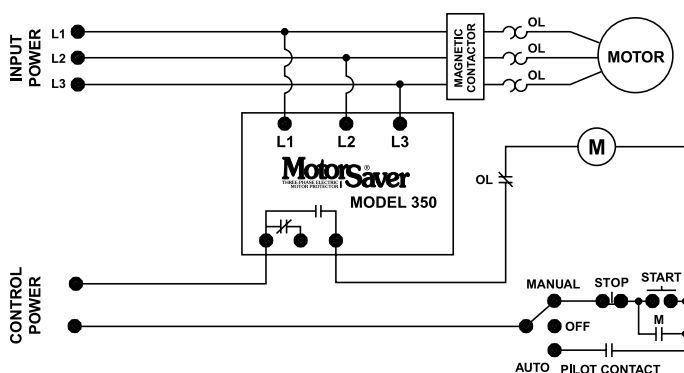 INPUT
POWER
L1
L2
L3
MAGNETIC
CONTACTOR
OL
OL
OL
MOTOR
L1 L2 L3
MotorSaver®
THREE-PHASE ELECTRIC
MOTOR PROTECTOR
MODEL 350
OL
M
CONTROL
POWER
MANUAL STOP START
OFF
M
AUTO PILOT CONTACT